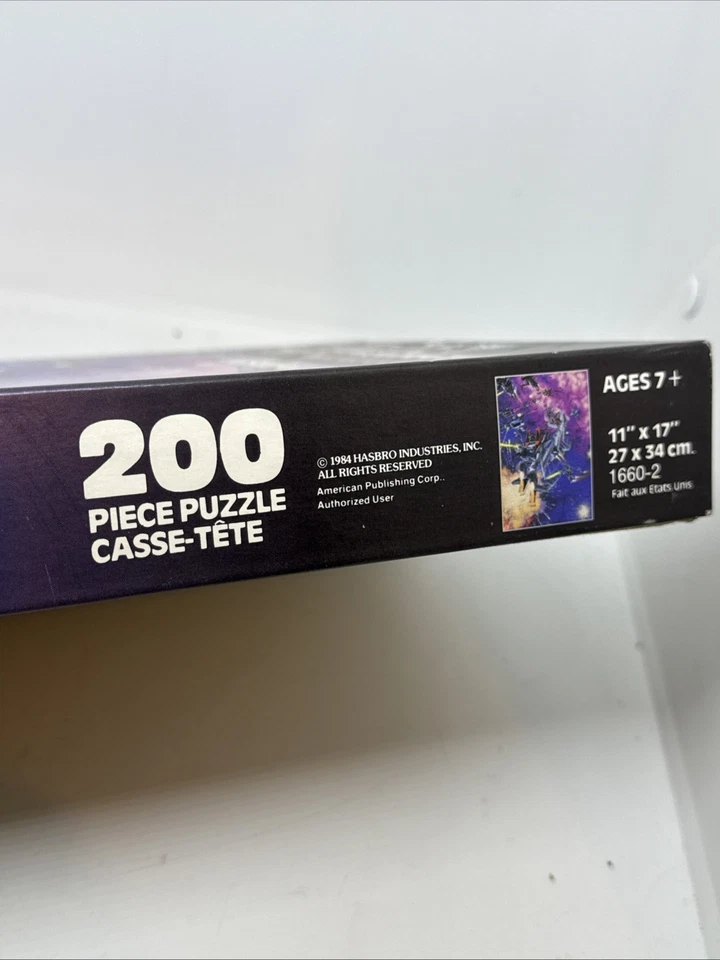 200
PIECE PUZZLE
CASSE-TÊTE
© 1984 HASBRO INDUSTRIES, INC.
ALL RIGHTS RESERVED
American Publishing Corp..
Authorized User
AGES 7+
11" x 17"
27 x 34 cm.
1660-2
Fait aux Etats unis